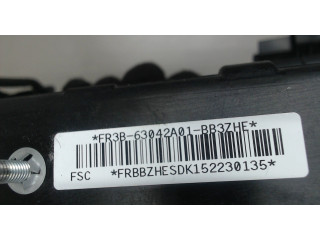 *FR3B-63042A01-BB3ZHE*
FSC *FRBBZHESDK152230135*